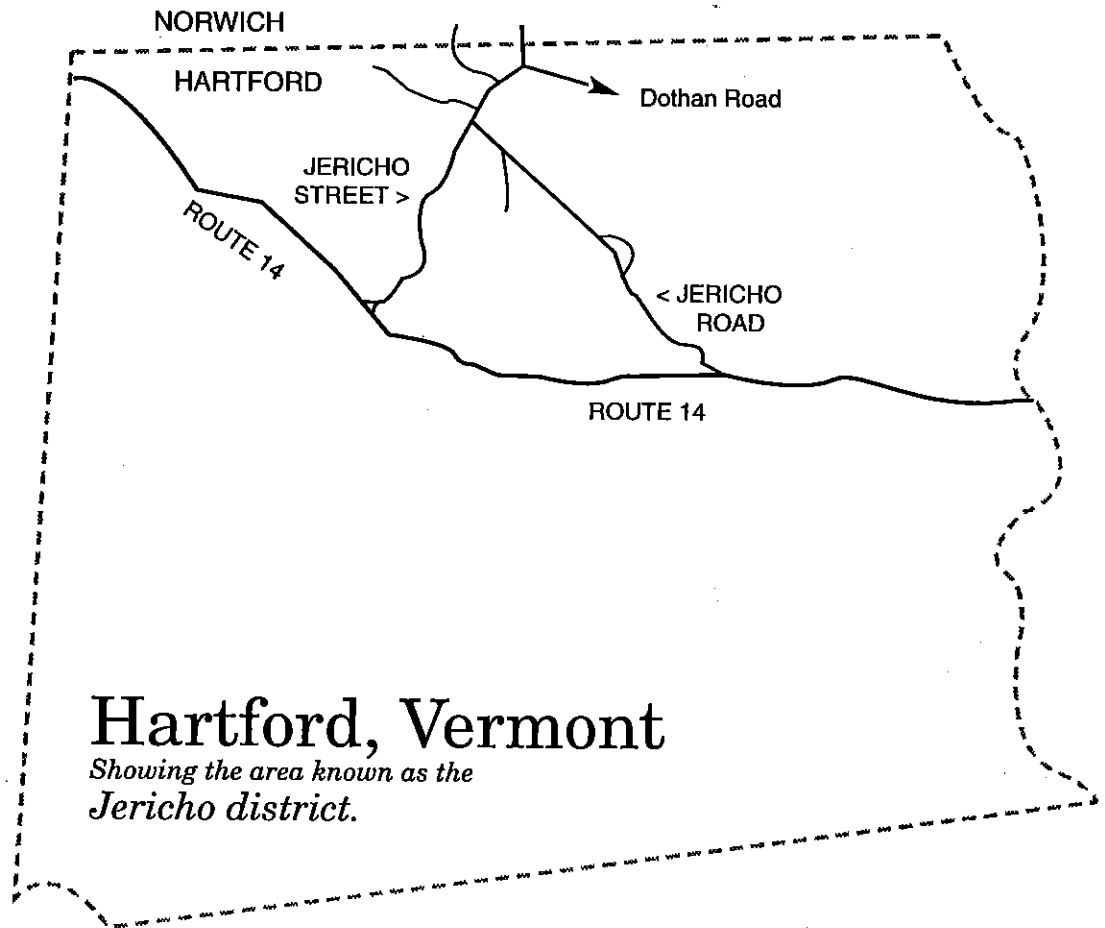 NORWICH
HARTFORD
Dothan Road
JERICHO
STREET >
ROUTE 14
< JERICHO
ROAD
ROUTE 14
Hartford, Vermont
Showing the area known as the
Jericho district.